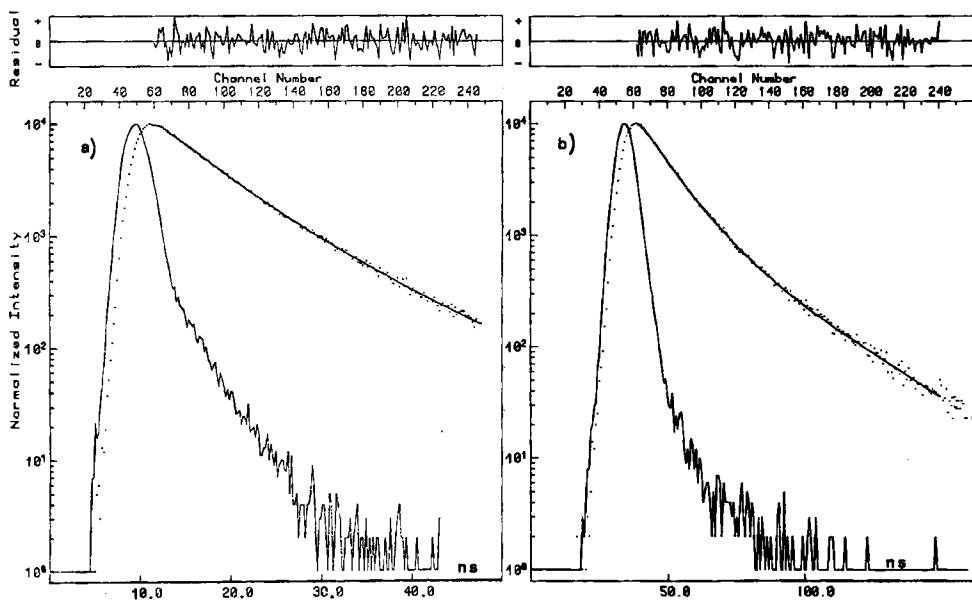 Residual
+
0
-
+
0
-
Channel Number
20 40 60 80 100 120 140 160 180 200 220 240
Channel Number
20 40 60 80 100 120 140 160 180 200 220 240
Normalized Intensity
10⁴
10³
10²
10¹
10⁰
a)
ns
10.0 20.0 30.0 40.0
10⁴
10³
10²
10¹
10⁰
b)
ns
50.0 100.0